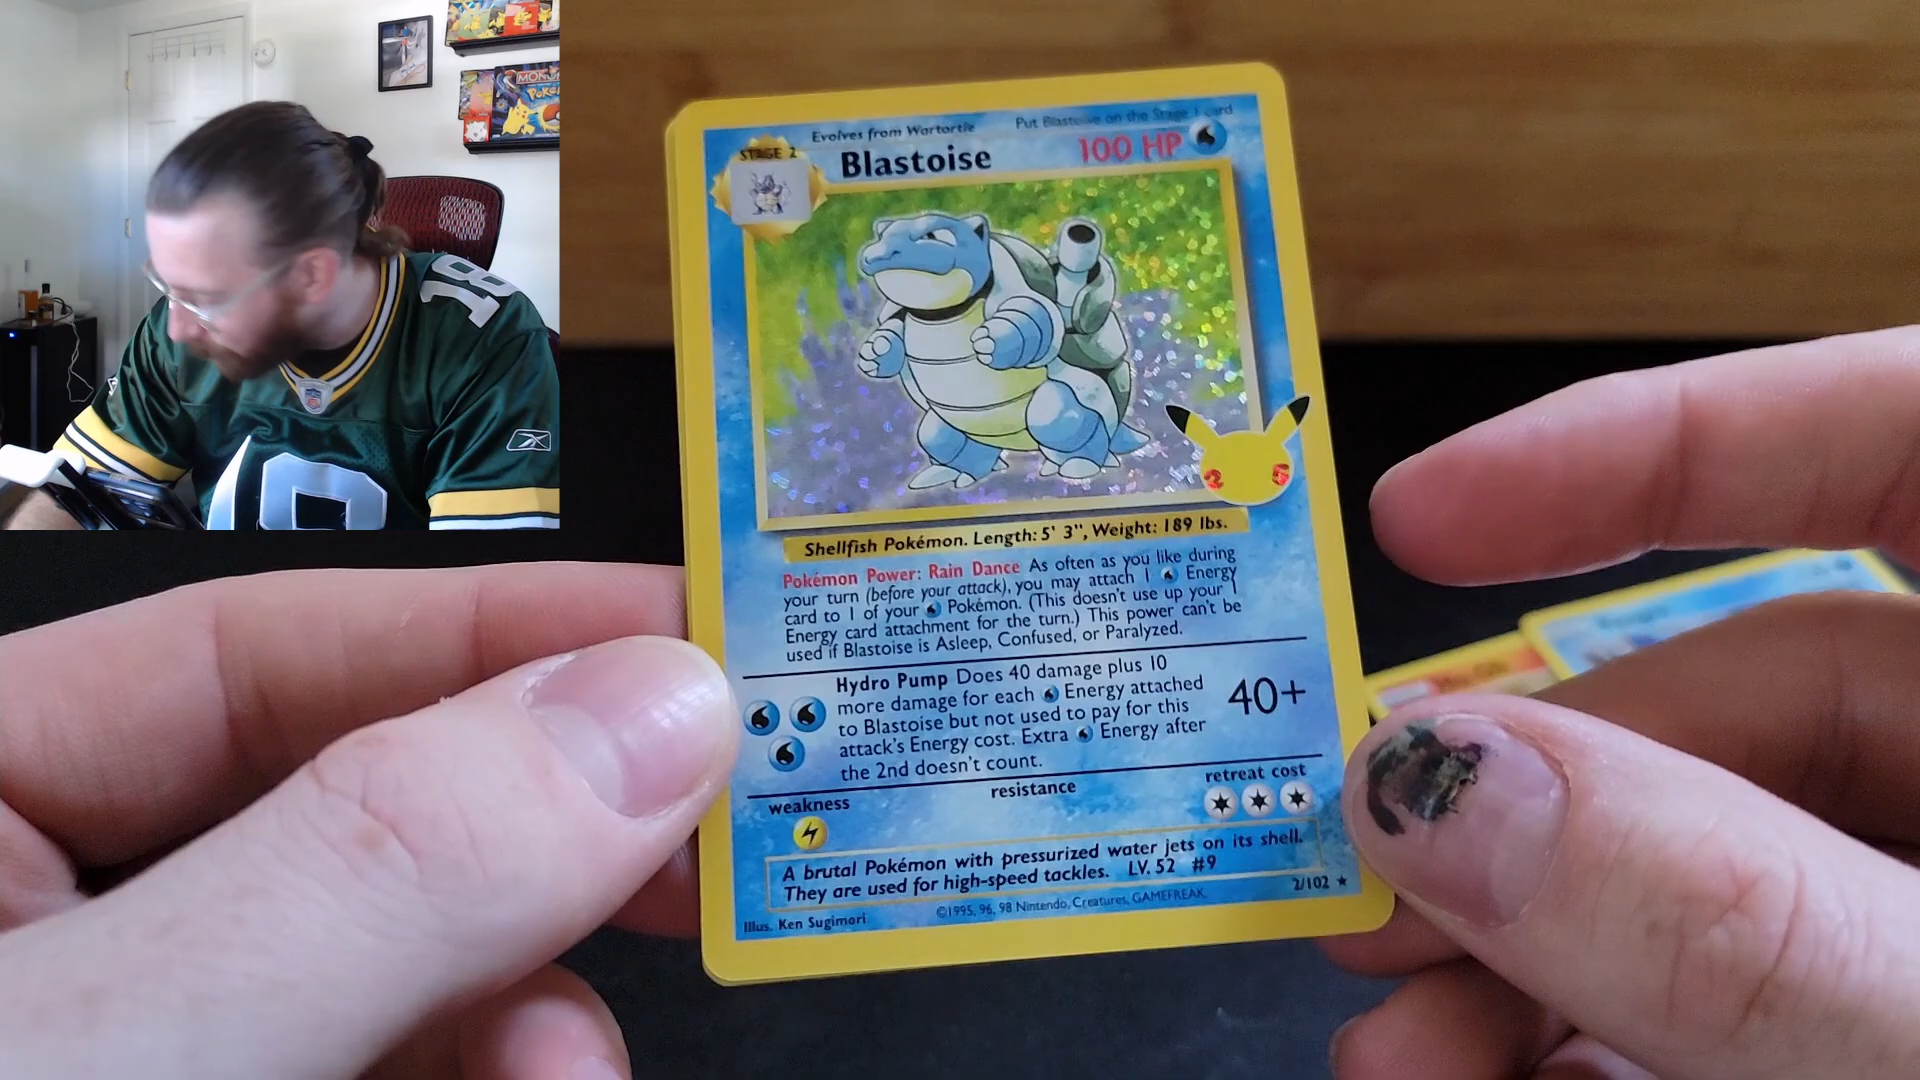 MONO
Poké
18
Evolves from Wartortle
Put Blastoise on the Stage 1 card
STAGE 2
Blastoise
100 HP
2 5
Shellfish Pokémon. Length: 5' 3", Weight: 189 lbs.
Pokémon Power: Rain Dance As often as you like during
your turn (before your attack), you may attach 1 Energy
card to 1 of your Pokémon. (This doesn't use up your 1
Energy card attachment for the turn.) This power can't be
used if Blastoise is Asleep, Confused, or Paralyzed.
Hydro Pump Does 40 damage plus 10
more damage for each Energy attached
to Blastoise but not used to pay for this
attack's Energy cost. Extra Energy after
the 2nd doesn't count.
40+
weakness
resistance
retreat cost
A brutal Pokémon with pressurized water jets on its shell.
They are used for high-speed tackles. LV. 52 #9
Illus. Ken Sugimori
©1995, 96, 98 Nintendo, Creatures, GAMEFREAK.
2/102 ★